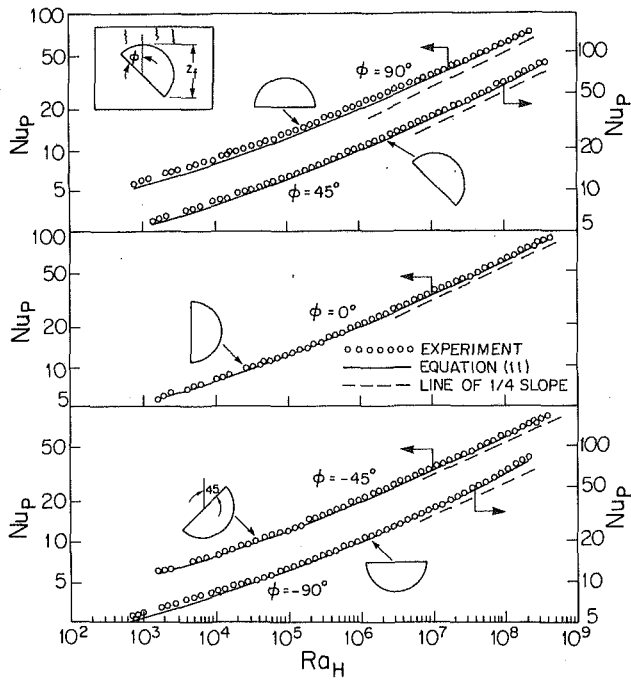 100
50
20
10
5
Nu_P
φ
Z_f
φ = 90°
φ = 45°
100
50
20
10
5
Nu_P
100
50
20
10
5
Nu_P
φ = 0°
ooooooooo EXPERIMENT
EQUATION (11)
LINE OF 1/4 SLOPE
50
20
10
5
Nu_P
45
φ = -45°
φ = -90°
100
50
20
10
5
Nu_P
10² 10³ 10⁴ 10⁵ 10⁶ 10⁷ 10⁸ 10⁹
Ra_H